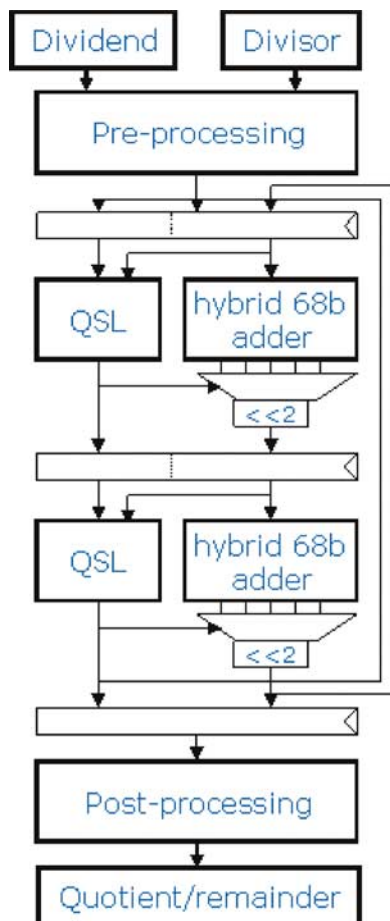 Dividend
Divisor
Pre-processing
QSL
hybrid 68b
adder
<<2
QSL
hybrid 68b
adder
<<2
Post-processing
Quotient/remainder